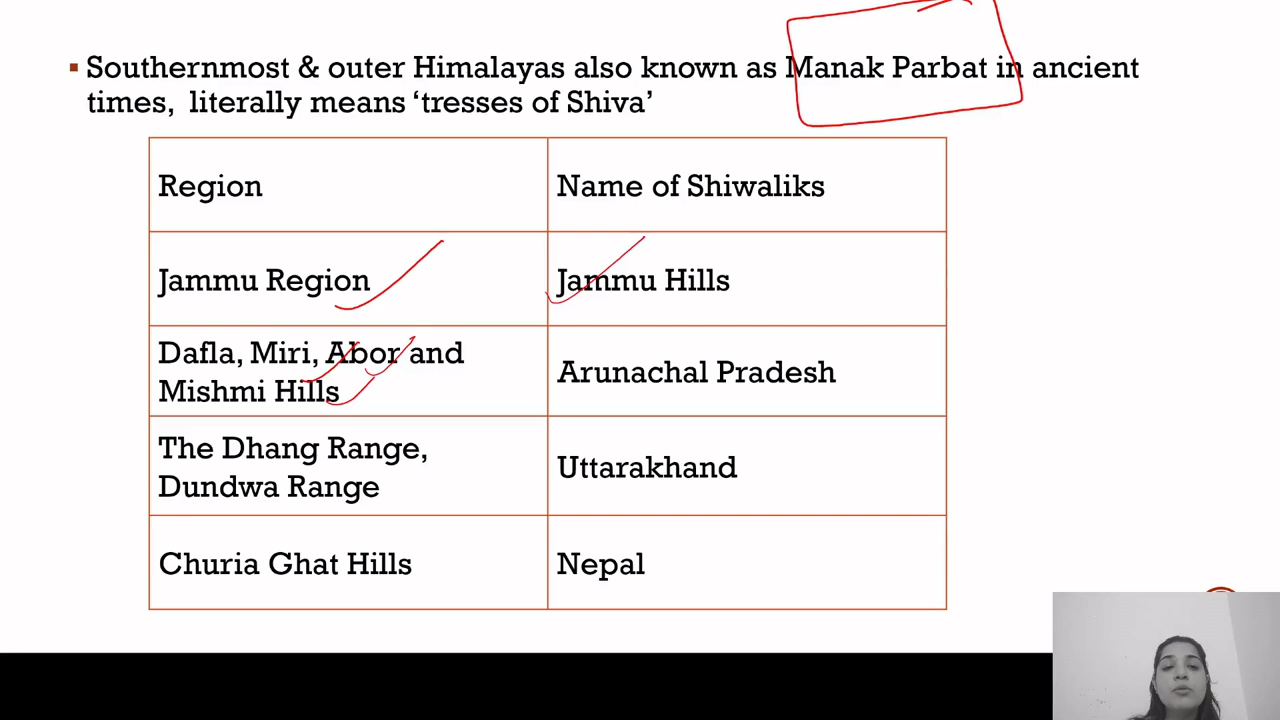 Southernmost & outer Himalayas also known as Manak Parbat in ancient
times, literally means ‘tresses of Shiva’
Region
Name of Shiwaliks
Jammu Region
Jammu Hills
Dafla, Miri, Abor and
Mishmi Hills
Arunachal Pradesh
The Dhang Range,
Dundwa Range
Uttarakhand
Churia Ghat Hills
Nepal